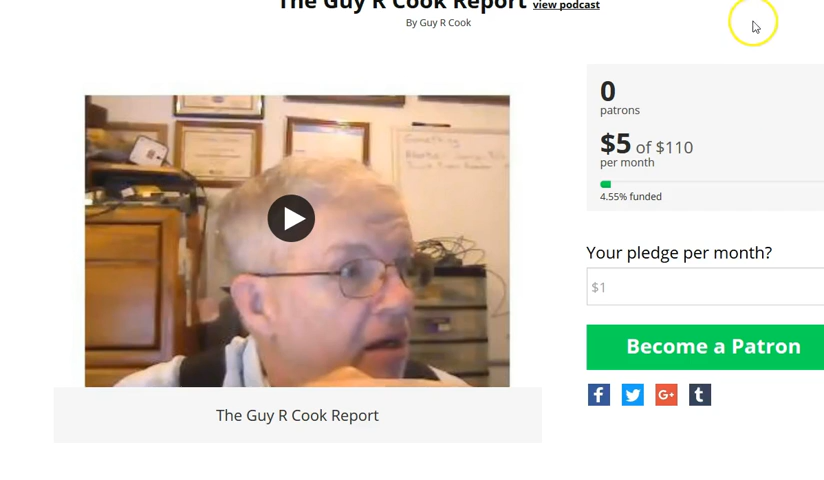 The Guy R Cook Report view podcast
By Guy R Cook
0
patrons
$5 of $110
per month
4.55% funded
Your pledge per month?
$1
Become a Patron
f G+ t
The Guy R Cook Report